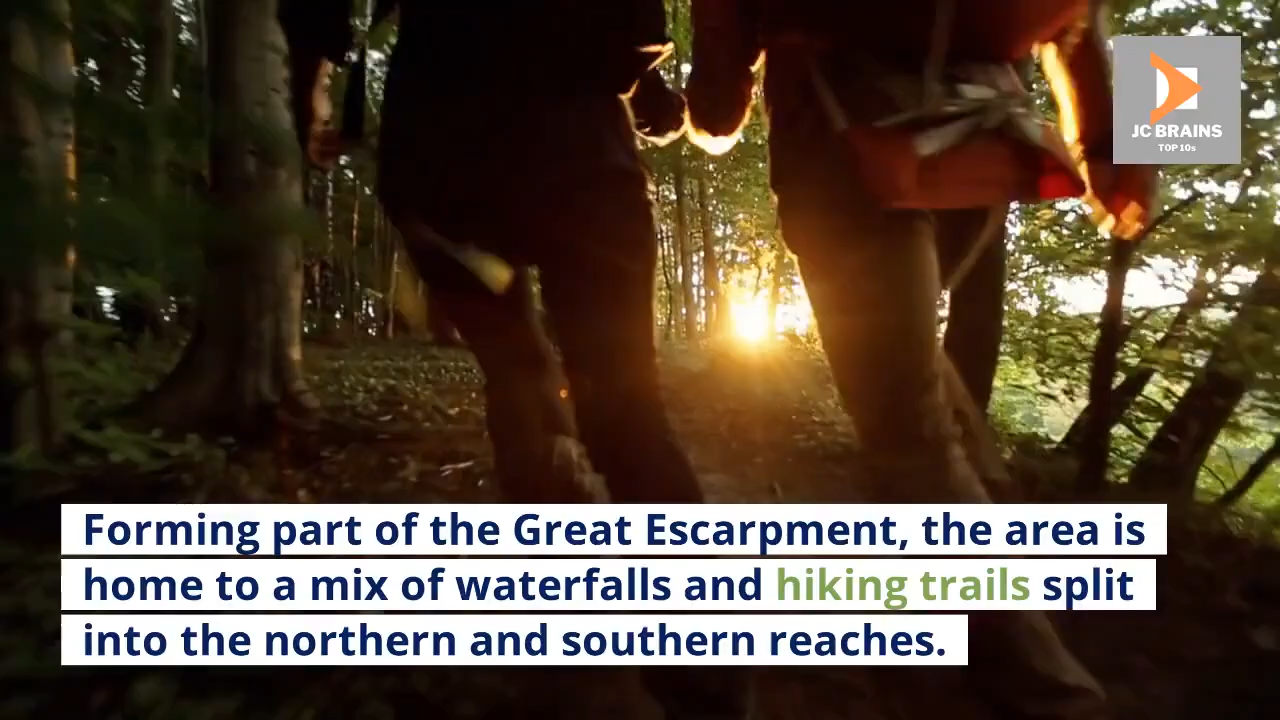 JC BRAINS
TOP 10s
Forming part of the Great Escarpment, the area is
home to a mix of waterfalls and hiking trails split
into the northern and southern reaches.